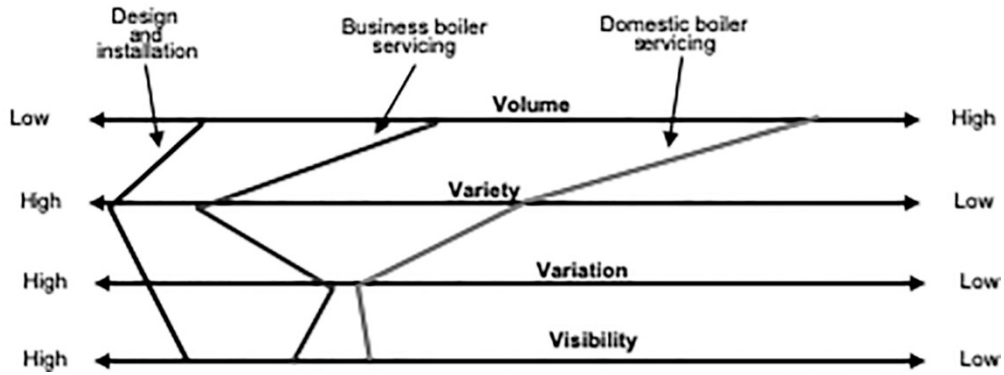 Design
and
installation
Business boiler
servicing
Domestic boiler
servicing
Low
Volume
High
High
Variety
Low
High
Variation
Low
High
Visibility
Low